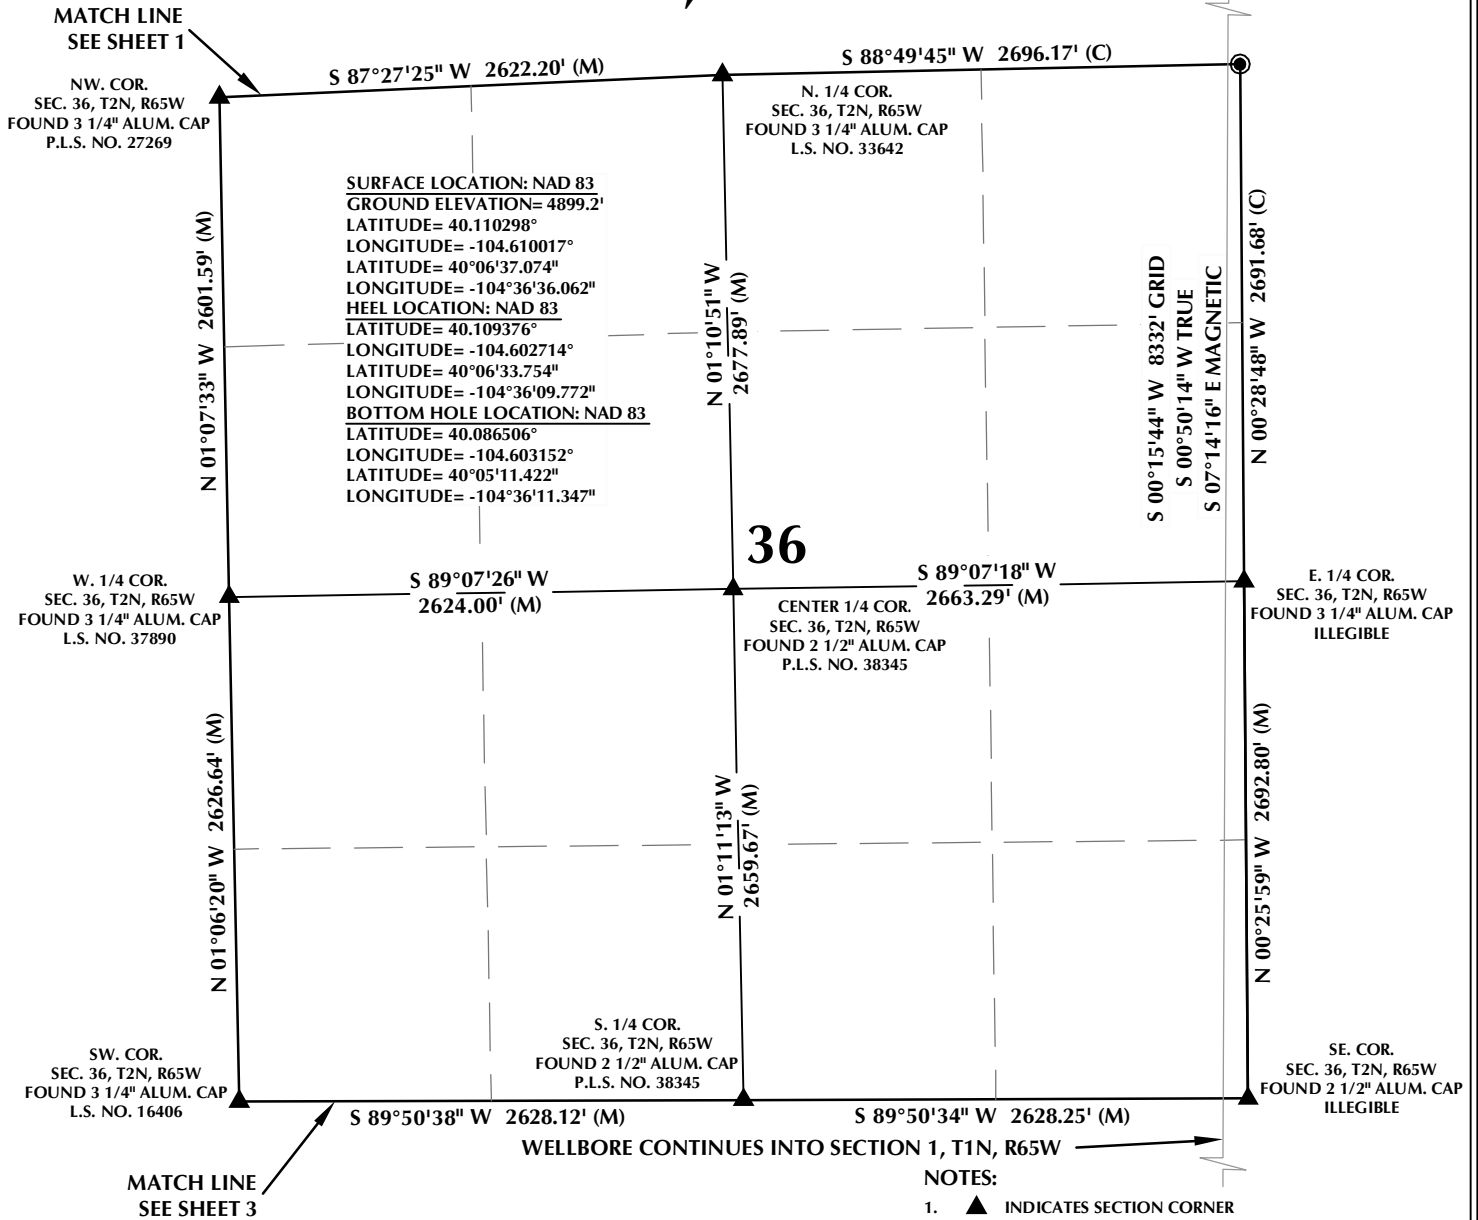 MATCH LINE
SEE SHEET 1
S 87°27'25" W 2622.20' (M)
S 88°49'45" W 2696.17' (C)
NW. COR.
SEC. 36, T2N, R65W
FOUND 3 1/4" ALUM. CAP
P.L.S. NO. 27269
N. 1/4 COR.
SEC. 36, T2N, R65W
FOUND 3 1/4" ALUM. CAP
L.S. NO. 33642
SURFACE LOCATION: NAD 83
GROUND ELEVATION= 4899.2'
LATITUDE= 40.110298°
LONGITUDE= -104.610017°
LATITUDE= 40°06'37.074"
LONGITUDE= -104°36'36.062"
HEEL LOCATION: NAD 83
LATITUDE= 40.109376°
LONGITUDE= -104.602714°
LATITUDE= 40°06'33.754"
LONGITUDE= -104°36'09.772"
BOTTOM HOLE LOCATION: NAD 83
LATITUDE= 40.086506°
LONGITUDE= -104.603152°
LATITUDE= 40°05'11.422"
LONGITUDE= -104°36'11.347"
N 01°07'33" W 2601.59' (M)
N 01°10'51" W
2677.89' (M)
S 00°15'44" W 8332' GRID
S 00°50'14" W TRUE
S 07°14'16" E MAGNETIC
N 00°28'48" W 2691.68' (C)
36
W. 1/4 COR.
SEC. 36, T2N, R65W
FOUND 3 1/4" ALUM. CAP
L.S. NO. 37890
S 89°07'26" W
2624.00' (M)
S 89°07'18" W
2663.29' (M)
CENTER 1/4 COR.
SEC. 36, T2N, R65W
FOUND 2 1/2" ALUM. CAP
P.L.S. NO. 38345
E. 1/4 COR.
SEC. 36, T2N, R65W
FOUND 3 1/4" ALUM. CAP
ILLEGIBLE
N 01°06'20" W 2626.64' (M)
N 01°11'13" W
2659.67' (M)
N 00°25'59" W 2692.80' (M)
SW. COR.
SEC. 36, T2N, R65W
FOUND 3 1/4" ALUM. CAP
L.S. NO. 16406
S. 1/4 COR.
SEC. 36, T2N, R65W
FOUND 2 1/2" ALUM. CAP
P.L.S. NO. 38345
SE. COR.
SEC. 36, T2N, R65W
FOUND 2 1/2" ALUM. CAP
ILLEGIBLE
S 89°50'38" W 2628.12' (M)
S 89°50'34" W 2628.25' (M)
WELLBORE CONTINUES INTO SECTION 1, T1N, R65W
MATCH LINE
SEE SHEET 3
NOTES:
1. ▲ INDICATES SECTION CORNER